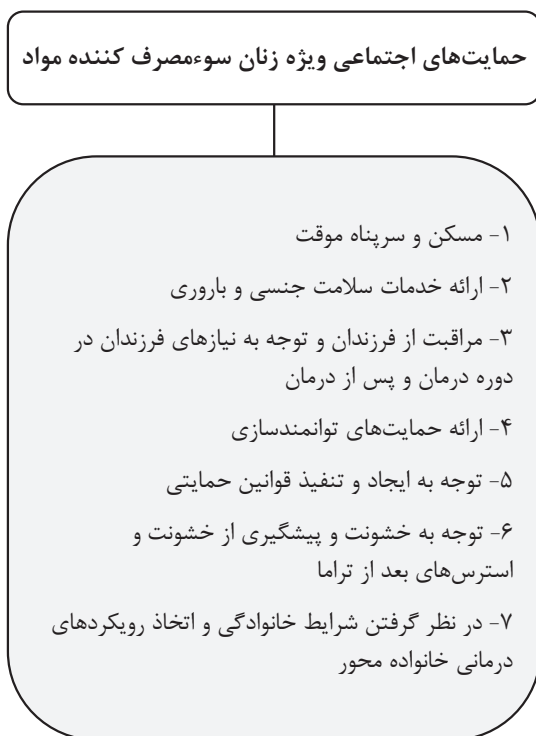 حمایت‌های اجتماعی ویژه زنان سوءمصرف کننده مواد
۱- مسکن و سرپناه موقت
۲- ارائه خدمات سلامت جنسی و باروری
۳- مراقبت از فرزندان و توجه به نیازهای فرزندان در
دوره درمان و پس از درمان
۴- ارائه حمایت‌های توانمندسازی
۵- توجه به ایجاد و تنفیذ قوانین حمایتی
۶- توجه به خشونت و پیشگیری از خشونت و
استرس‌های بعد از تراما
۷- در نظر گرفتن شرایط خانوادگی و اتخاذ رویکردهای
درمانی خانواده محور